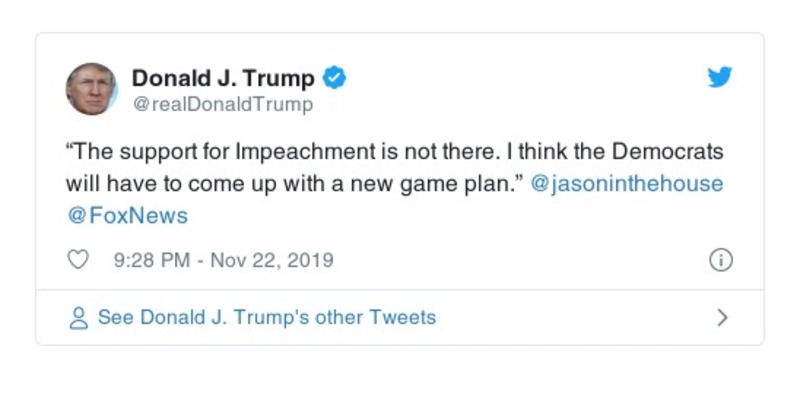 Donald J. Trump
@realDonaldTrump
“The support for Impeachment is not there. I think the Democrats
will have to come up with a new game plan.” @jasoninthehouse
@FoxNews
9:28 PM - Nov 22, 2019
See Donald J. Trump's other Tweets